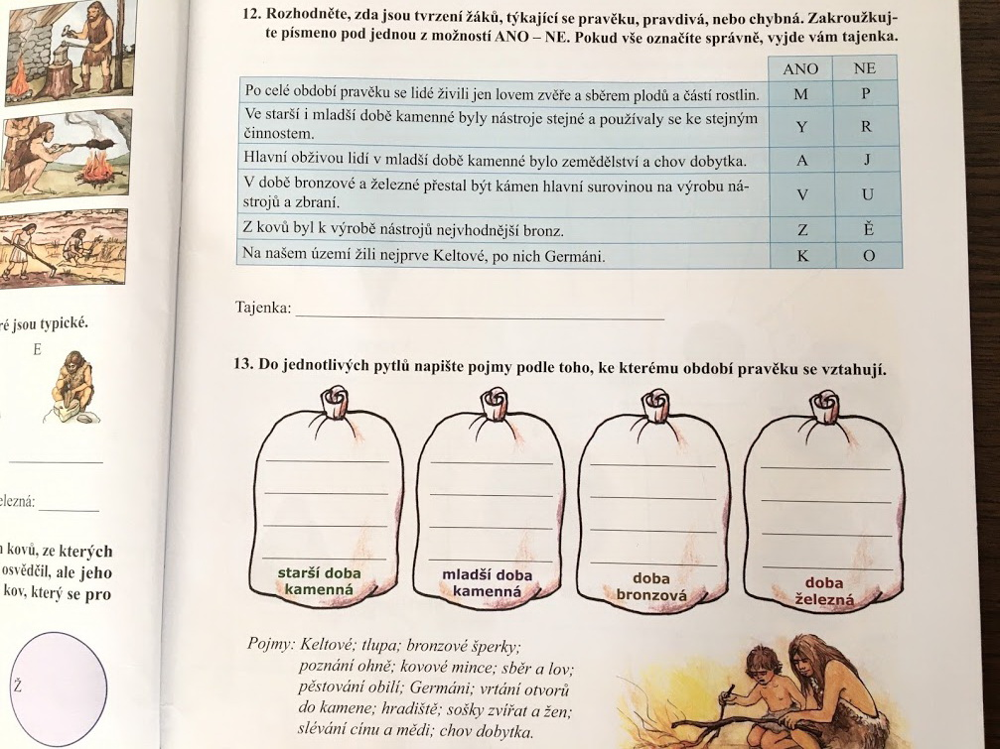 12. Rozhodněte, zda jsou tvrzení žáků, týkající se pravěku, pravdivá, nebo chybná. Zakroužkuj-
te písmeno pod jednou z možností ANO – NE. Pokud vše označíte správně, vyjde vám tajenka.
ANO NE
Po celé období pravěku se lidé živili jen lovem zvěře a sběrem plodů a částí rostlin. M P
Ve starší i mladší době kamenné byly nástroje stejné a používaly se ke stejným
činnostem. Y R
Hlavní obživou lidí v mladší době kamenné bylo zemědělství a chov dobytka. A J
V době bronzové a železné přestal být kámen hlavní surovinou na výrobu ná-
strojů a zbraní. V U
Z kovů byl k výrobě nástrojů nejvhodnější bronz. Z Ě
Na našem území žili nejprve Keltové, po nich Germáni. K O
Tajenka:
13. Do jednotlivých pytlů napište pojmy podle toho, ke kterému období pravěku se vztahují.
starší doba
kamenná
mladší doba
kamenná
doba
bronzová
doba
železná
Pojmy: Keltové; tlupa; bronzové šperky;
poznání ohně; kovové mince; sběr a lov;
pěstování obilí; Germáni; vrtání otvorů
do kamene; hradiště; sošky zvířat a žen;
slévání cínu a mědi; chov dobytka.
ré jsou typické.
E
elezná:
kovů, ze kterých
osvědčil, ale jeho
kov, který se pro
Ž